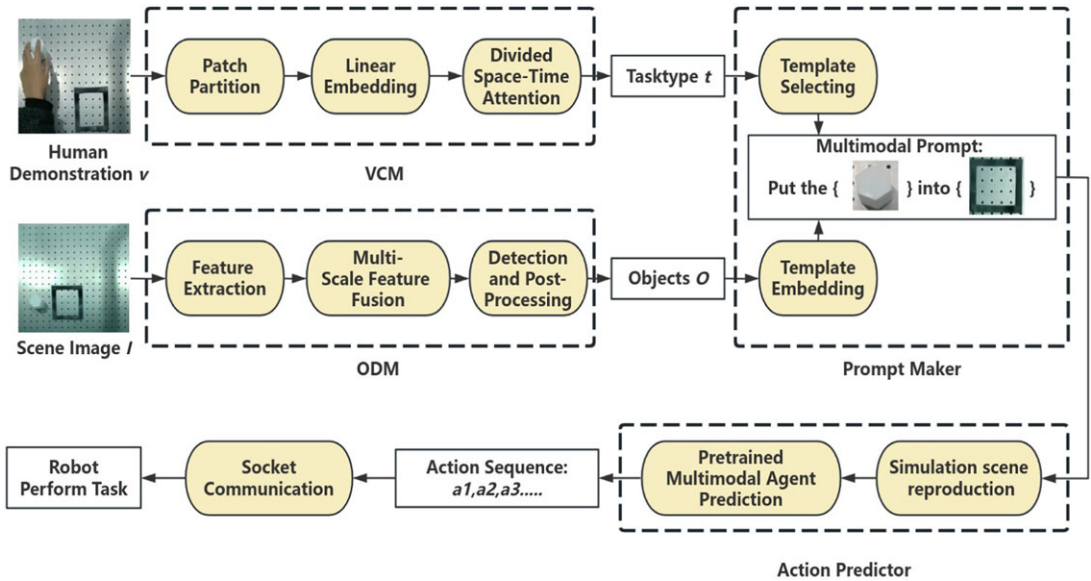 Human
Demonstration v
Patch
Partition
Linear
Embedding
Divided
Space-Time
Attention
VCM
Tasktype t
Template
Selecting
Multimodal Prompt:
Put the { } into { }
Scene Image I
Feature
Extraction
Multi-
Scale Feature
Fusion
Detection
and Post-
Processing
ODM
Objects O
Template
Embedding
Prompt Maker
Robot
Perform Task
Socket
Communication
Action Sequence:
a1,a2,a3.....
Pretrained
Multimodal Agent
Prediction
Simulation scene
reproduction
Action Predictor